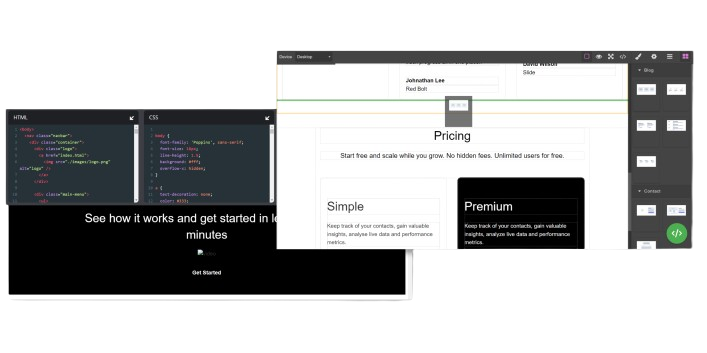 Device Desktop
Blog
David Wilson
Slide
Johnathan Lee
Red Bolt
Pricing
Start free and scale while you grow. No hidden fees. Unlimited users for free.
Simple
Keep track of your contacts, gain valuable
insights, analyse live data and performance
metrics.
Premium
Keep track of your contacts, gain valuable
insights, analyze live data and performance
metrics.
Contact
</>
HTML
1 <body>
2 <nav class="navbar">
3 <div class="container">
4 <div class="logo">
5 <a href="index.html">
6 <img src="./images/logo.png"
alt="logo" />
7 </a>
8 </div>
9
10 <div class="main-menu">
11 <ul>
CSS
1
2 body {
3 font-family: 'Poppins', sans-serif;
4 font-size: 16px;
5 line-height: 1.5;
6 background: #fff;
7 overflow-x: hidden;
8 }
9
10 a {
11 text-decoration: none;
12 color: #333;
See how it works and get started in le
minutes
Get Started